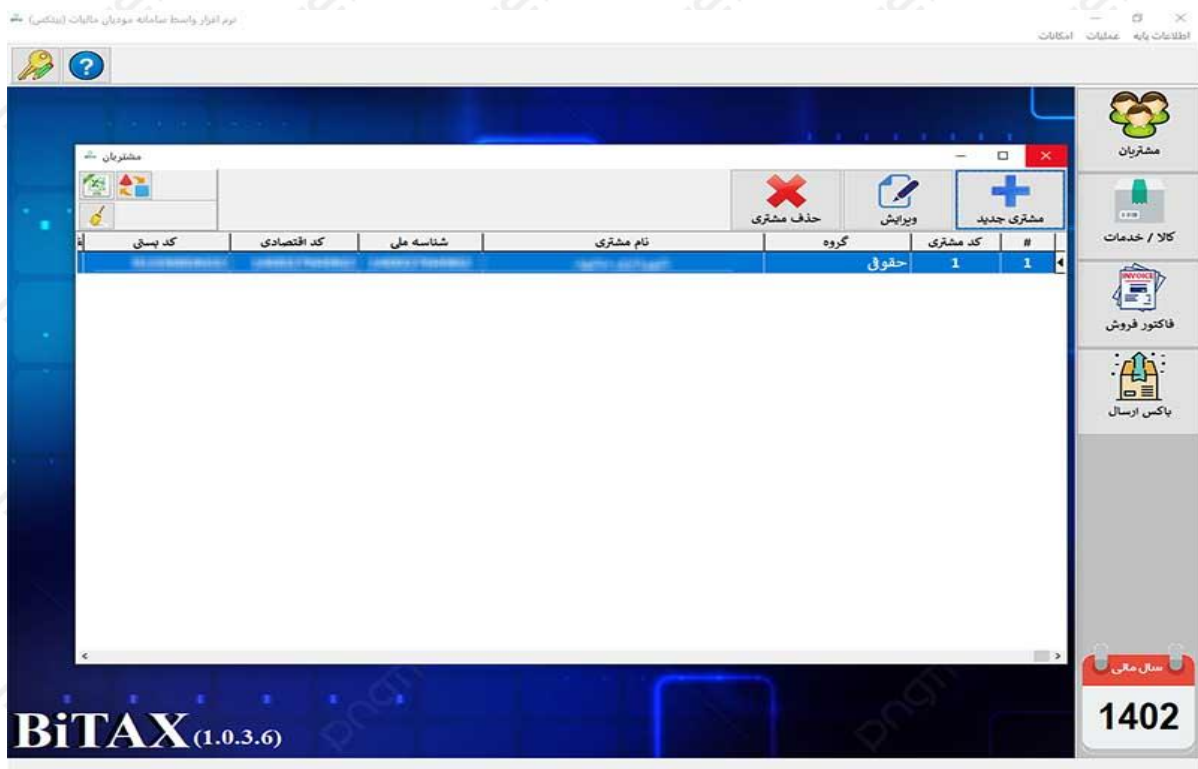 نرم افزار واسط سامانه مودیان مالیات (بیتکس)
اطلاعات پایه عملیات امکانات
مشتریان
مشتری جدید ویرایش حذف مشتری
# کد مشتری گروه نام مشتری شناسه ملی کد اقتصادی کد پستی
1 1 حقوقی
مشتریان
کالا / خدمات
INVOICE
فاکتور فروش
باکس ارسال
سال مالی
1402
BiTAX (1.0.3.6)